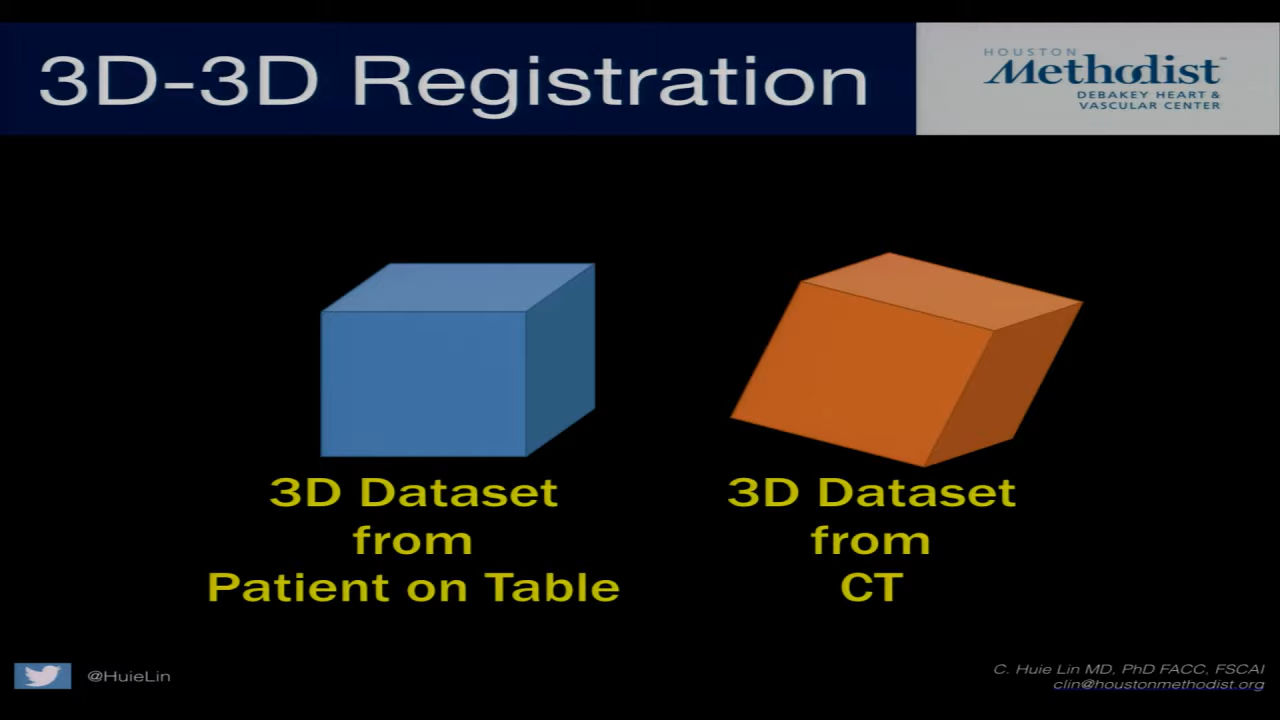 3D-3D Registration
HOUSTON
Methodist™
DEBAKEY HEART &
VASCULAR CENTER
3D Dataset
from
Patient on Table
3D Dataset
from
CT
@HuieLin
C. Huie Lin MD, PhD FACC, FSCAI
clin@houstonmethodist.org